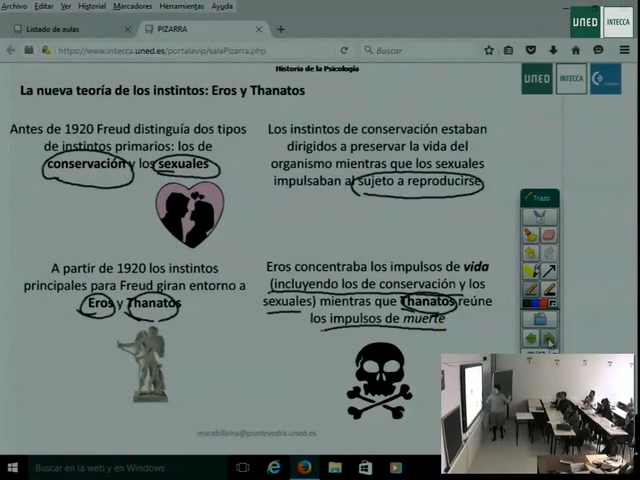 Archivo Editar Ver Historial Marcadores Herramientas Ayuda
Listado de aulas
PIZARRA
UNED INTECCA
https://www.intecca.uned.es/portalavip/salaPizarra.php
Buscar
Historia de la Psicología
UNED INTECCA
La nueva teoría de los instintos: Eros y Thanatos
Antes de 1920 Freud distinguía dos tipos
de instintos primarios: los de
conservación y los sexuales
Los instintos de conservación estaban
dirigidos a preservar la vida del
organismo mientras que los sexuales
impulsaban al sujeto a reproducirse
Trazo
A partir de 1920 los instintos
principales para Freud giran entorno a
Eros y Thanatos
Eros concentraba los impulsos de vida
(incluyendo los de conservación y los
sexuales) mientras que Thanatos reúne
los impulsos de muerte
marabillena@pontevedra.uned.es
Buscar en la web y en Windows